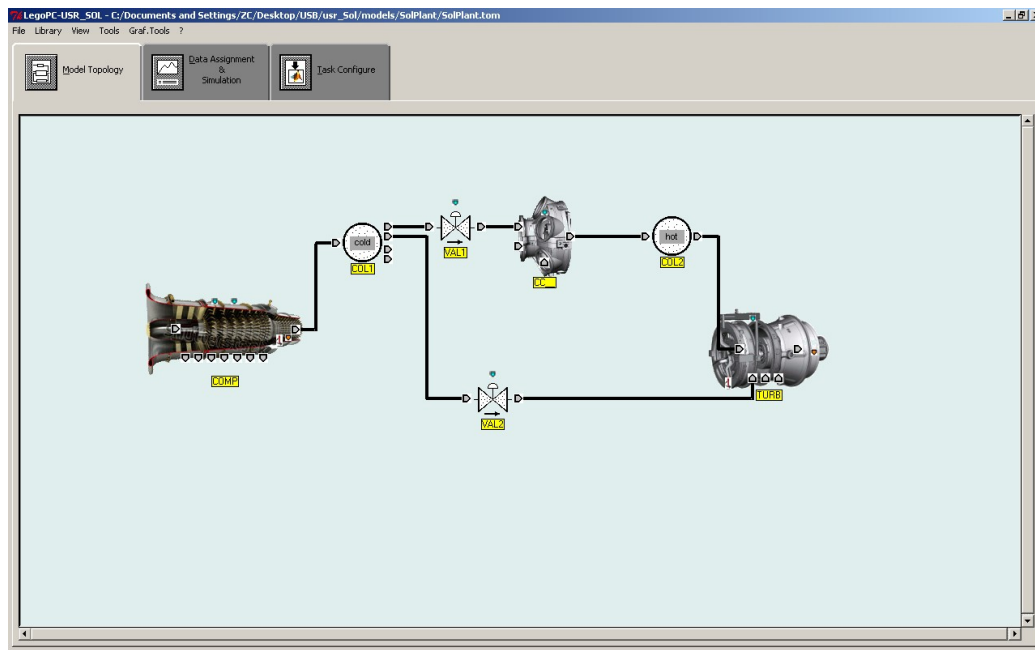 LegoPC-USR_SOL - C:/Documents and Settings/ZC/Desktop/USB/usr_Sol/models/SolPlant/SolPlant.tom
File Library View Tools Graf.Tools ?
Model Topology
Data Assignment
&
Simulation
Task Configure
cold
COL1
VAL1
CC__
hot
COL2
COMP
VAL2
TURB